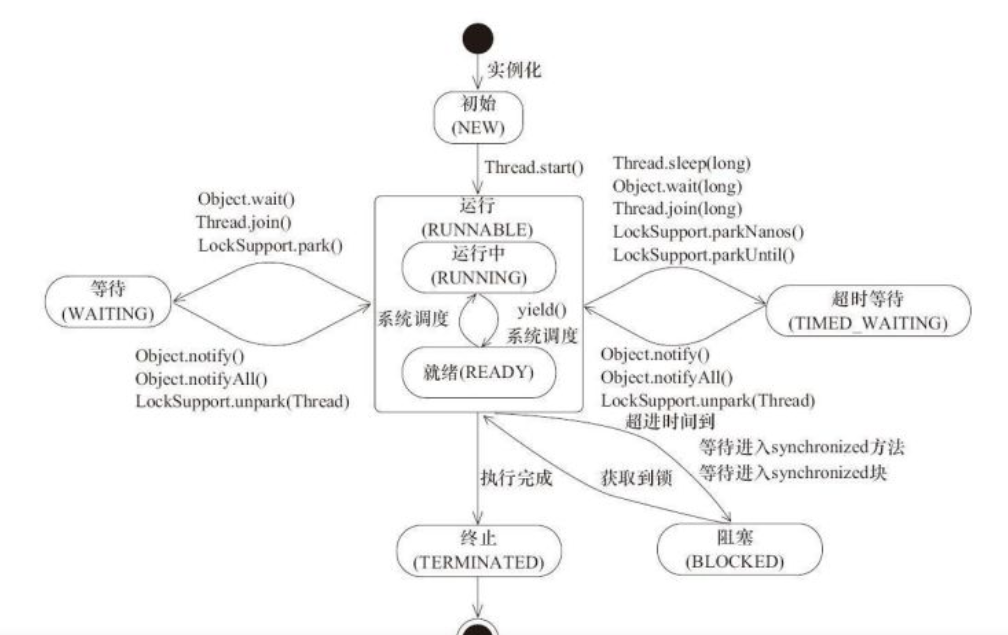 实例化
初始
(NEW)
Thread.start()
Object.wait()
Thread.join()
LockSupport.park()
Thread.sleep(long)
Object.wait(long)
Thread.join(long)
LockSupport.parkNanos()
LockSupport.parkUntil()
运行
(RUNNABLE)
运行中
(RUNNING)
等待
(WAITING)
系统调度
yield()
系统调度
超时等待
(TIMED_WAITING)
就绪(READY)
Object.notify()
Object.notifyAll()
LockSupport.unpark(Thread)
Object.notify()
Object.notifyAll()
LockSupport.unpark(Thread)
超进时间到
等待进入synchronized方法
等待进入synchronized块
执行完成
获取到锁
终止
(TERMINATED)
阻塞
(BLOCKED)